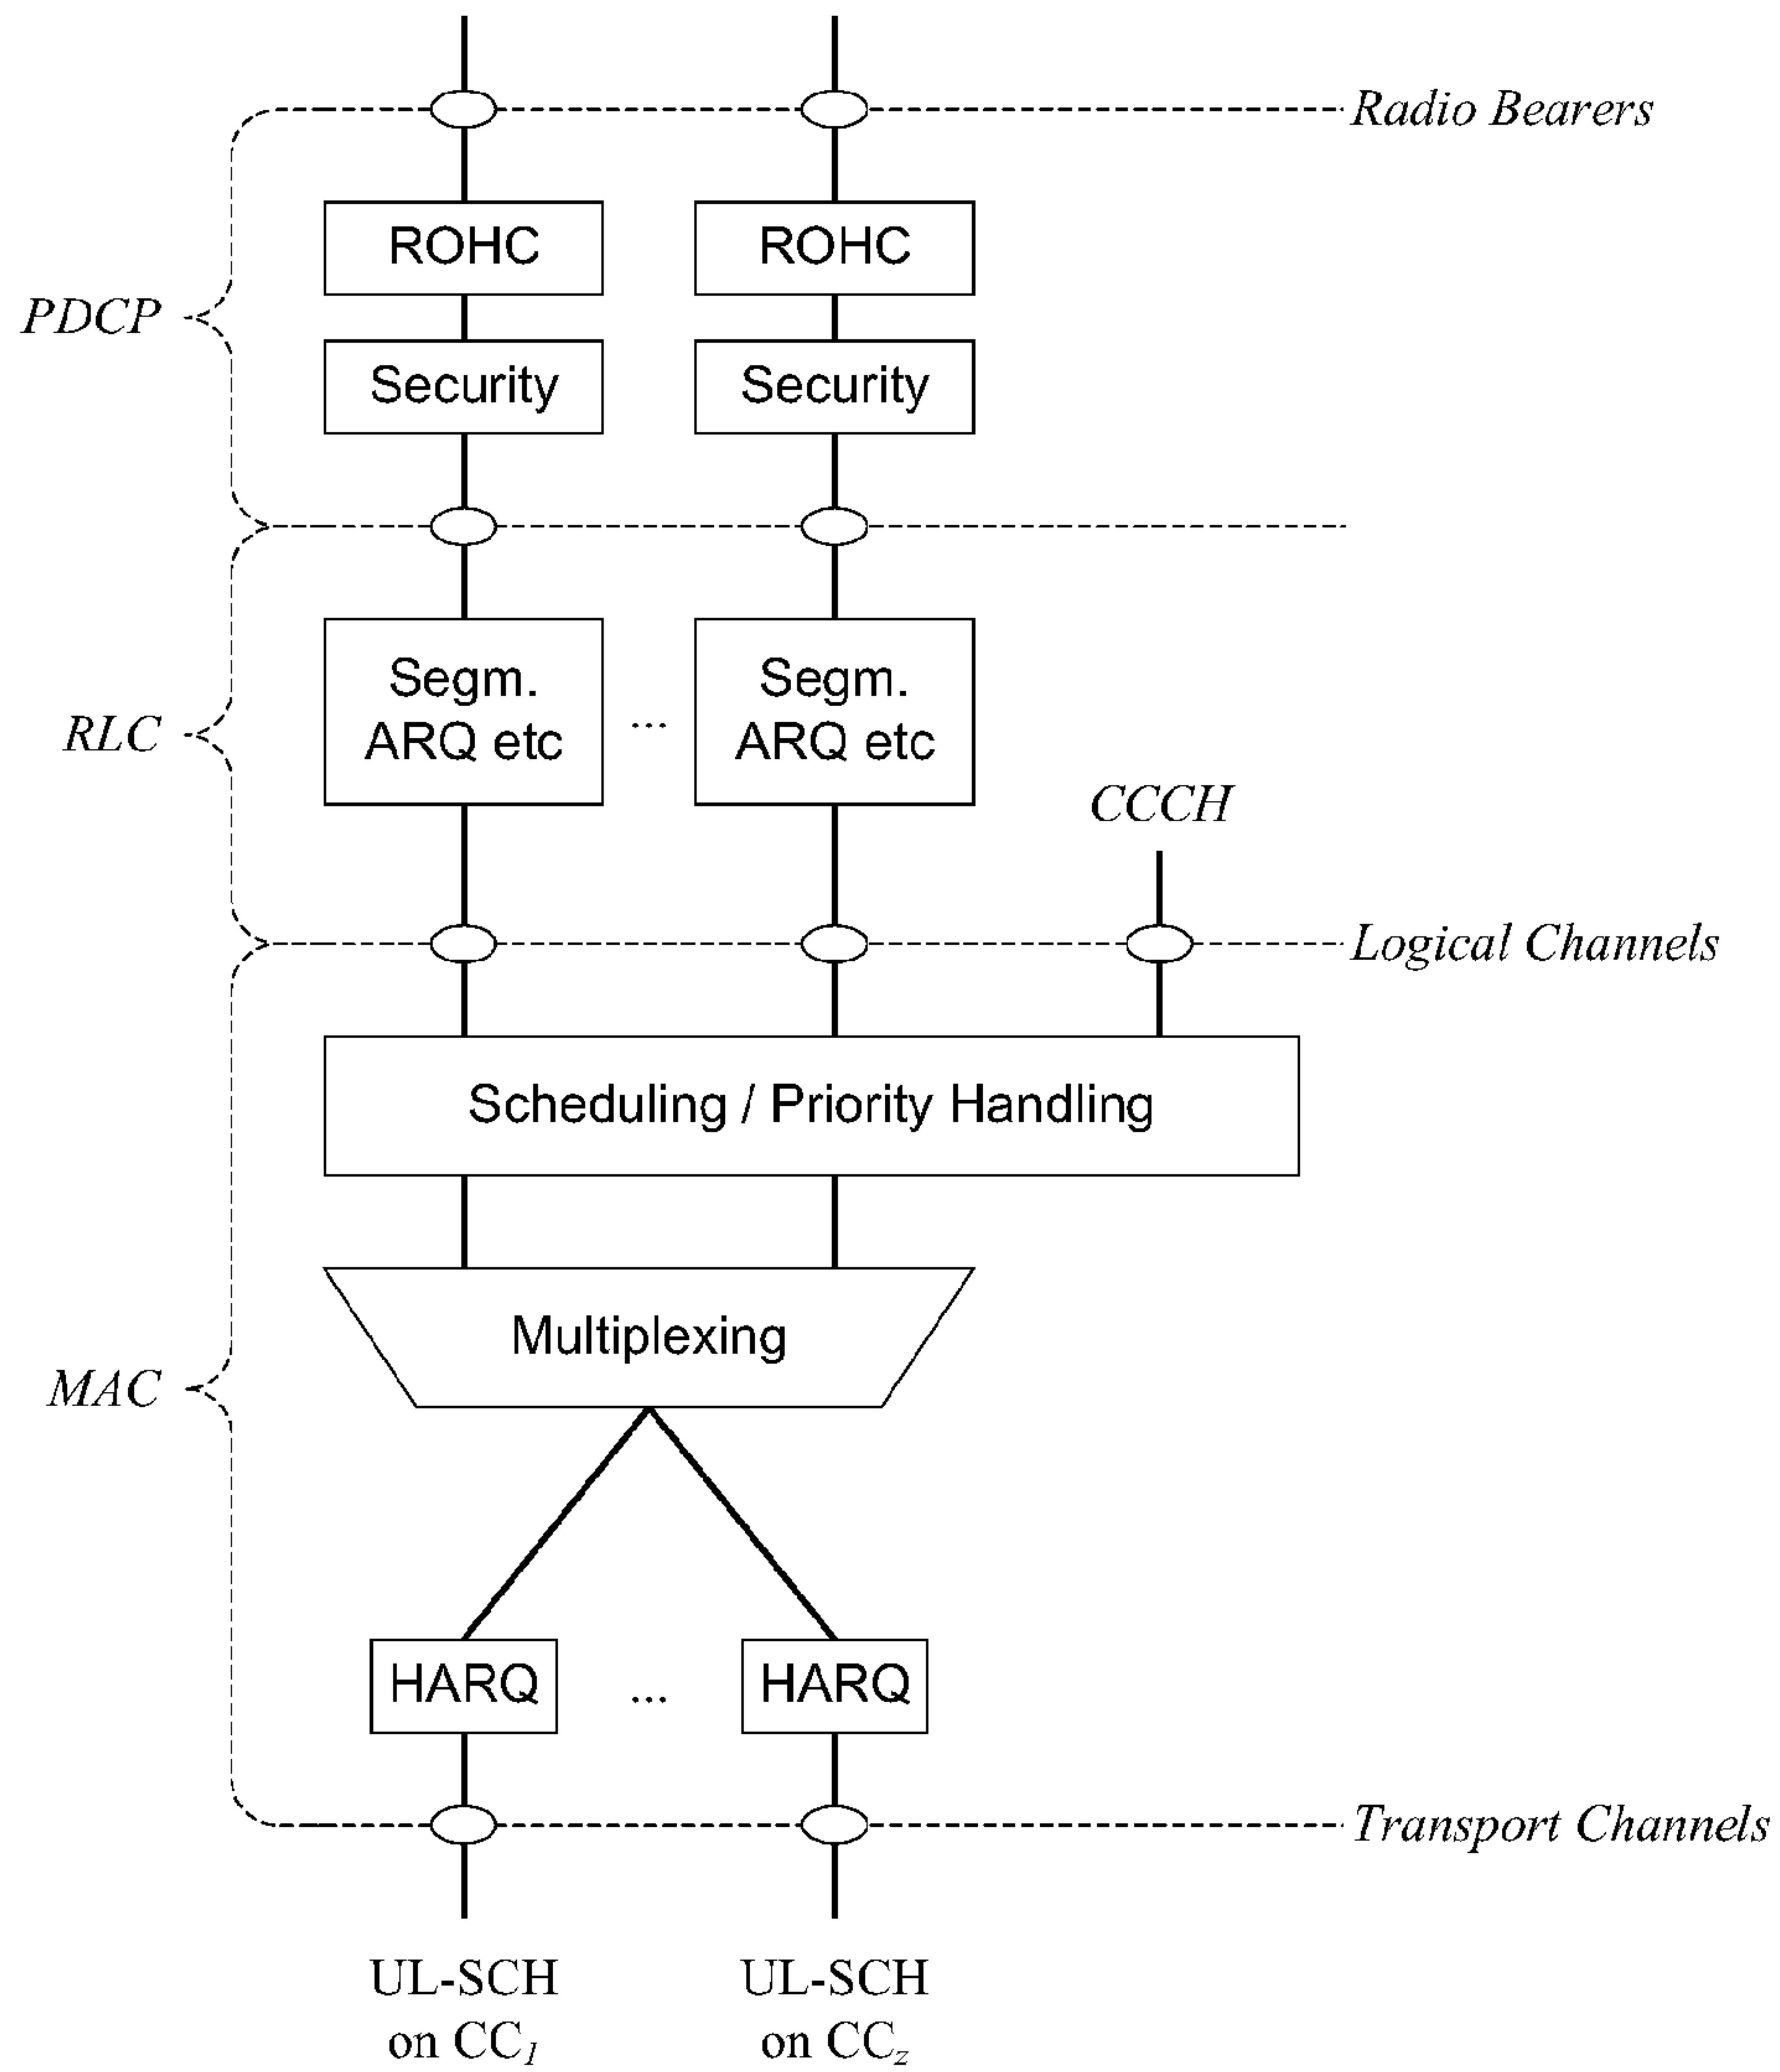 Radio Bearers
ROHC
ROHC
PDCP
Security
Security
Segm.
ARQ etc
...
Segm.
ARQ etc
RLC
CCCH
Logical Channels
Scheduling / Priority Handling
Multiplexing
MAC
HARQ
...
HARQ
Transport Channels
UL-SCH
on CC1
UL-SCH
on CCz